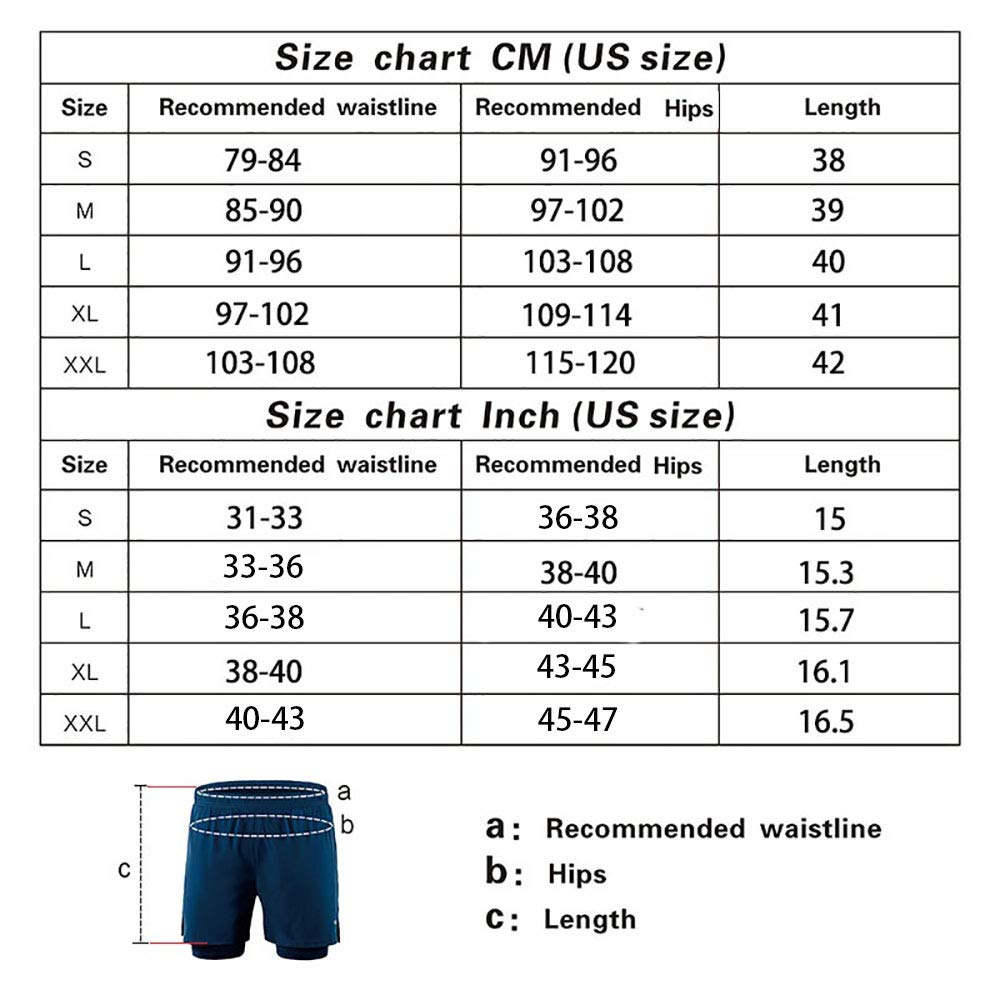 Size chart CM (US size)
Size Recommended waistline Recommended Hips Length
S 79-84 91-96 38
M 85-90 97-102 39
L 91-96 103-108 40
XL 97-102 109-114 41
XXL 103-108 115-120 42
Size chart Inch (US size)
Size Recommended waistline Recommended Hips Length
S 31-33 36-38 15
M 33-36 38-40 15.3
L 36-38 40-43 15.7
XL 38-40 43-45 16.1
XXL 40-43 45-47 16.5
a
b
c
a: Recommended waistline
b: Hips
c: Length